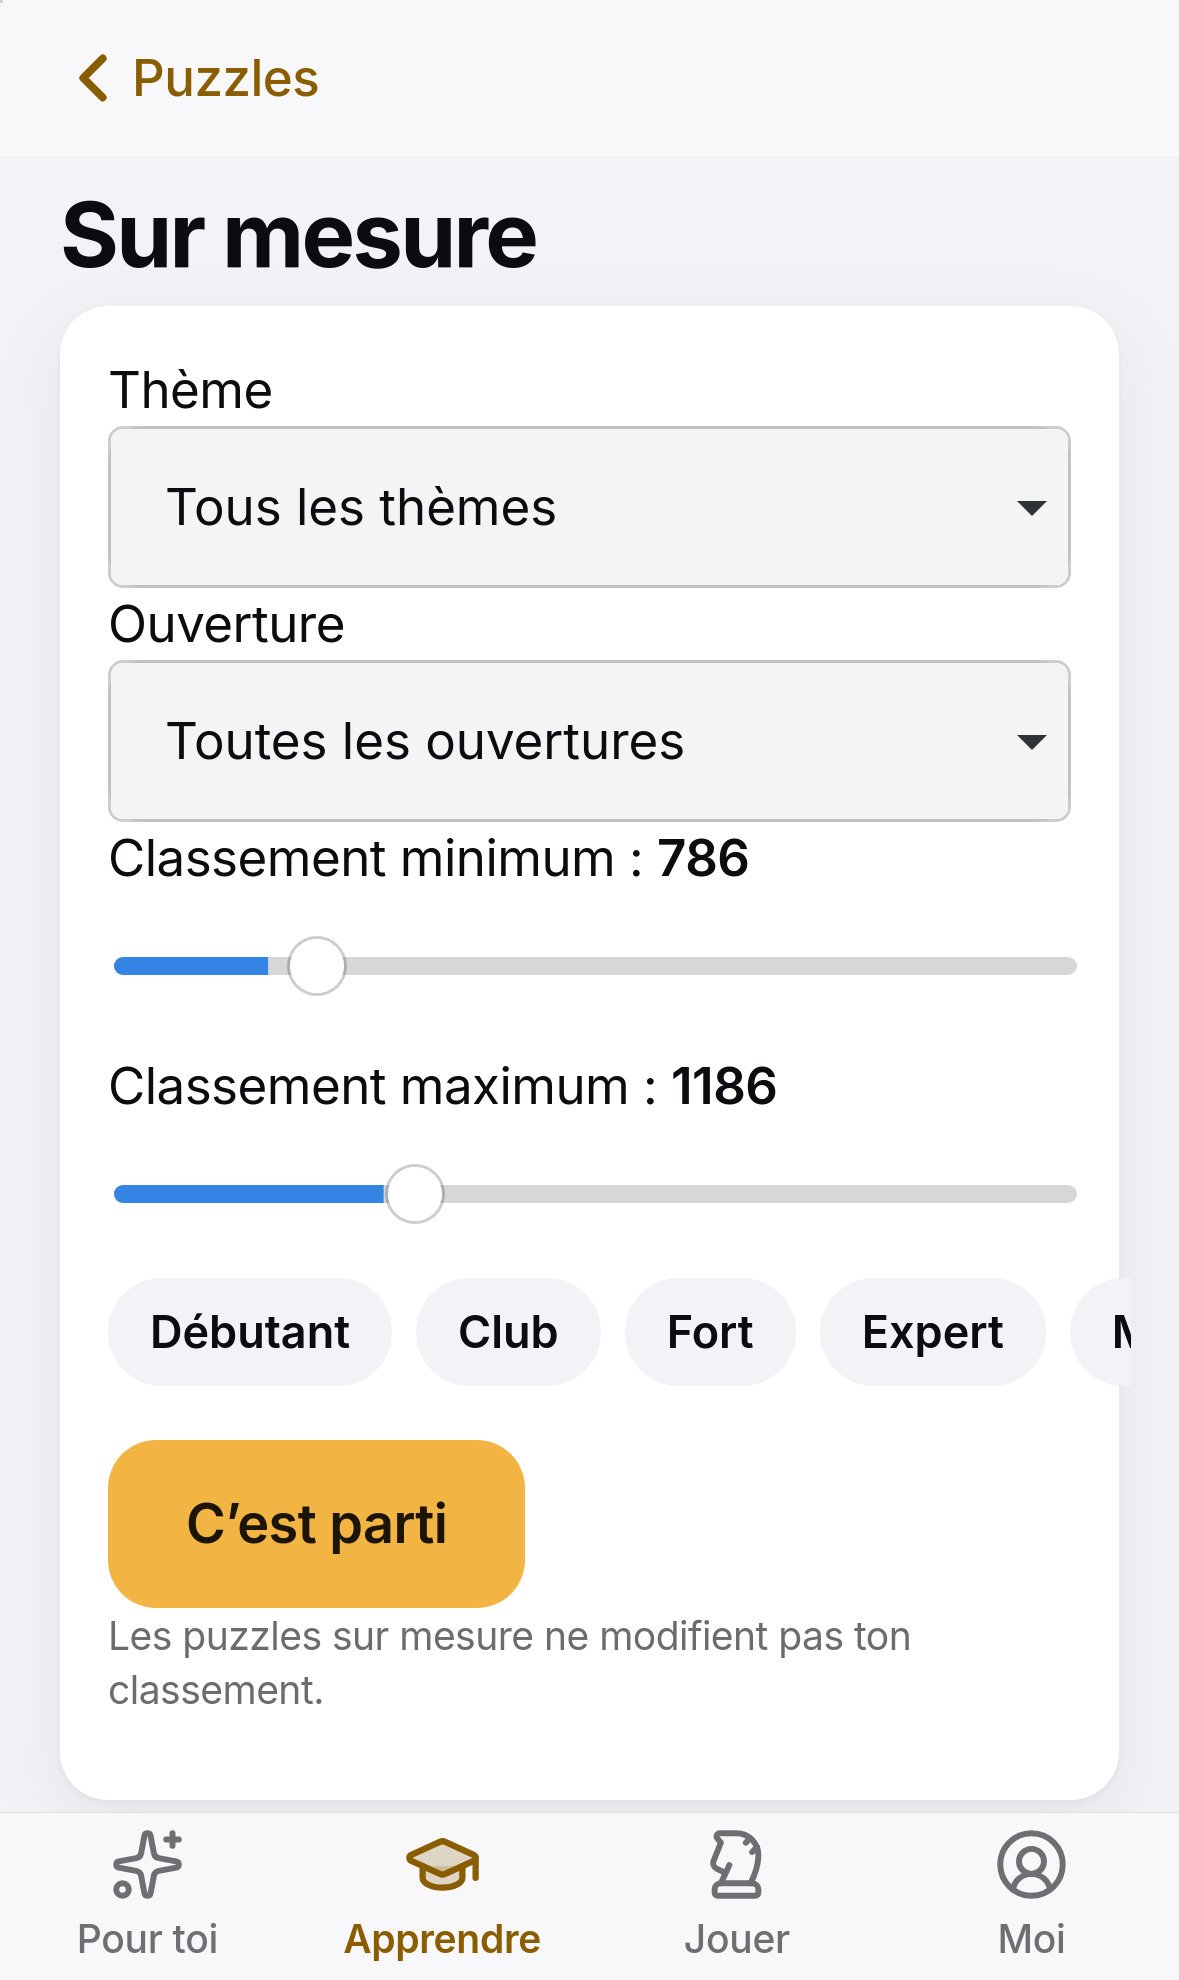 Puzzles
Sur mesure
Thème
Tous les thèmes
Ouverture
Toutes les ouvertures
Classement minimum : 786
Classement maximum : 1186
Débutant Club Fort Expert
C’est parti
Les puzzles sur mesure ne modifient pas ton
classement.
Pour toi Apprendre Jouer Moi